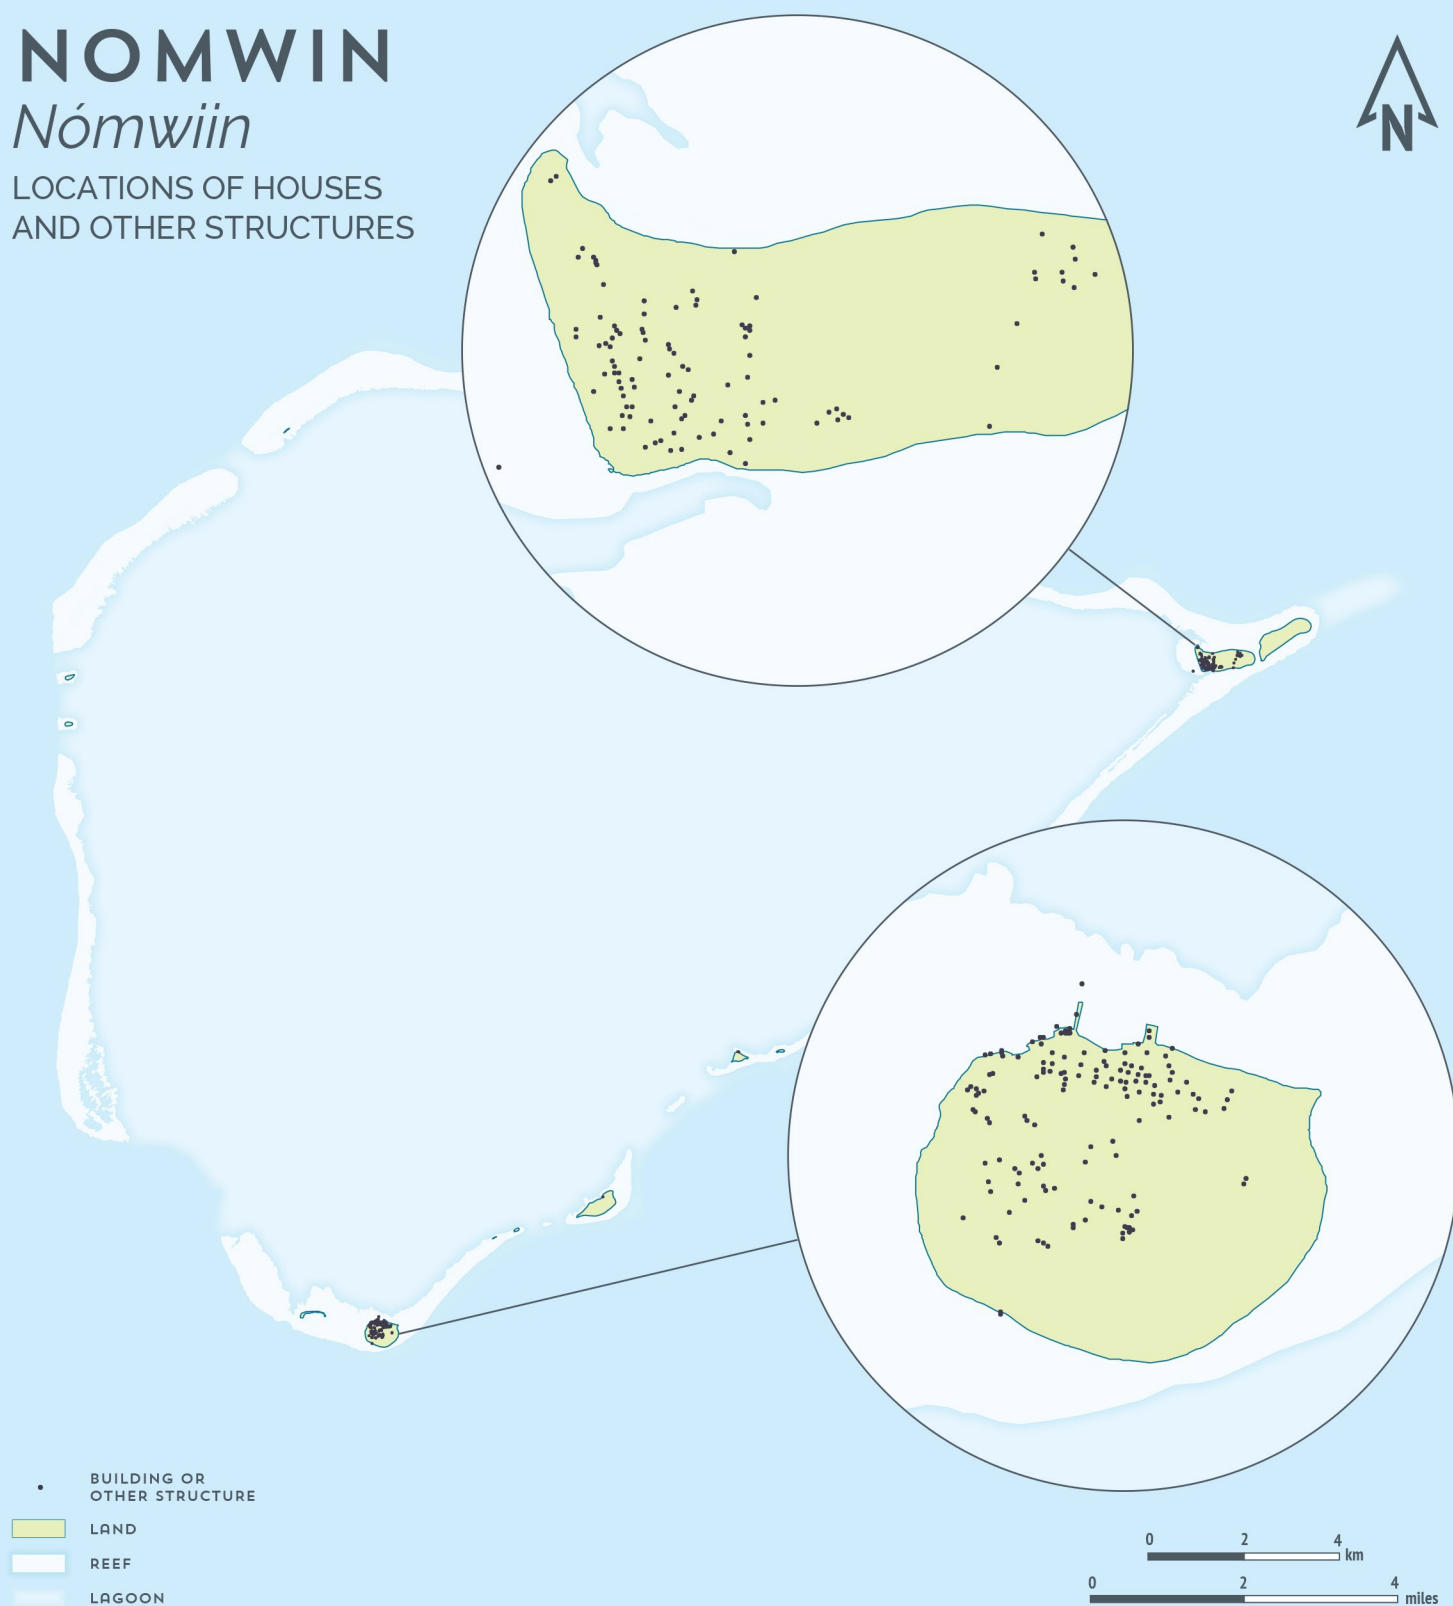 NOMWIN
Nómwiin
LOCATIONS OF HOUSES
AND OTHER STRUCTURES
N
BUILDING OR
OTHER STRUCTURE
LAND
REEF
LAGOON
0 2 4 km
0 2 4 miles